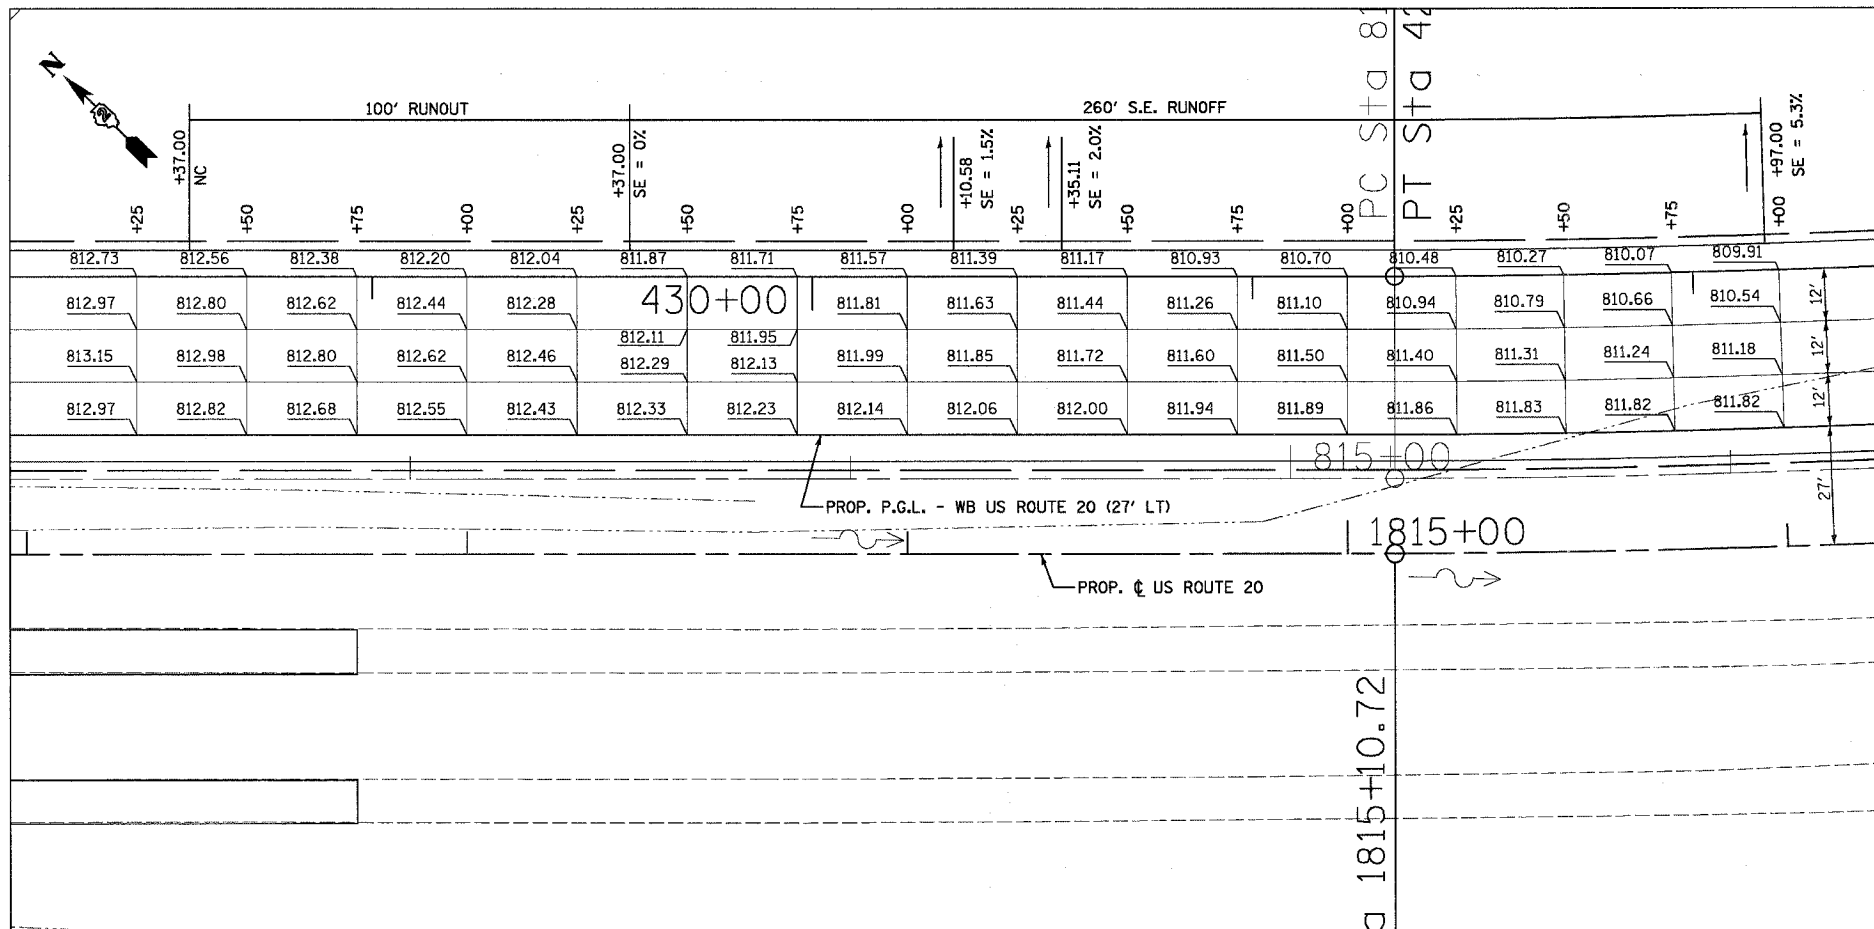 N
2
100' RUNOUT
260' S.E. RUNOFF
+37.00
NC
+37.00
SE = 0%
+10.58
SE = 1.5%
+35.11
SE = 2.0%
PC Sta 81
PT Sta 42
+97.00
SE = 5.3%
+25 +50 +75 +00 +25 +50 +75 +00 +25 +50 +75 +00 +25 +50 +75 +00
812.73 812.56 812.38 812.20 812.04 811.87 811.71 811.57 811.39 811.17 810.93 810.70 810.48 810.27 810.07 809.91
812.97 812.80 812.62 812.44 812.28 430+00 811.81 811.63 811.44 811.26 811.10 810.94 810.79 810.66 810.54 12'
812.11 811.95
813.15 812.98 812.80 812.62 812.46 812.29 812.13 811.99 811.85 811.72 811.60 811.50 811.40 811.31 811.24 811.18 12'
812.97 812.82 812.68 812.55 812.43 812.33 812.23 812.14 812.06 812.00 811.94 811.89 811.86 811.83 811.82 811.82 12'
815+00
27'
PROP. P.G.L. - WB US ROUTE 20 (27' LT)
1815+00
PROP. ℄ US ROUTE 20
a 1815+10.72